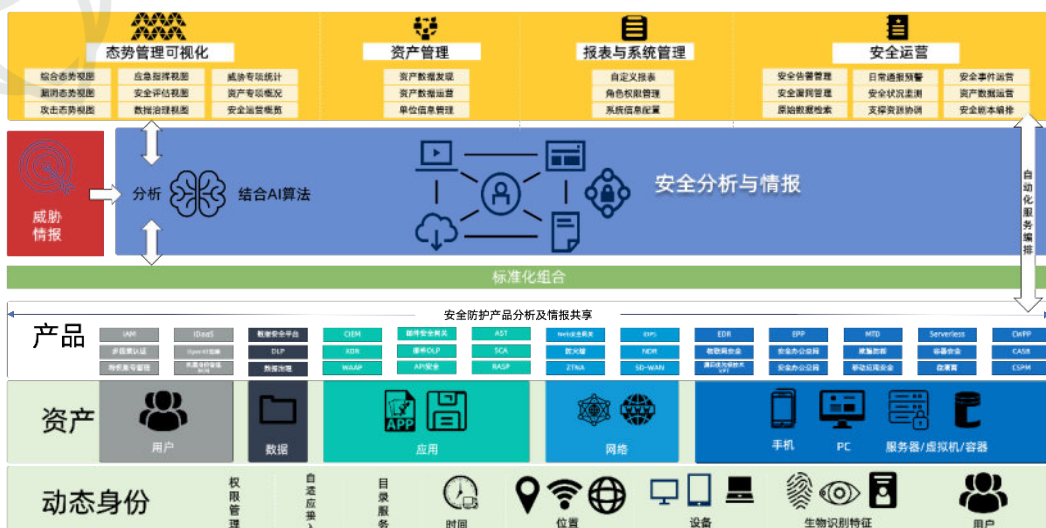 态势管理可视化
资产管理
报表与系统管理
安全运营
综合态势视图 应急指挥视图 威胁专项统计
漏洞态势视图 安全评估视图 资产专项概况
攻击态势视图 数据治理视图 安全运营概览
资产数据发现
资产数据运营
单位信息管理
自定义报表
角色权限管理
系统信息配置
安全告警管理 日常通报预警 安全事件运营
安全漏洞管理 安全状况监测 资产数据运营
原始数据检索 支撑资源协调 安全剧本编排
威胁
情报
分析
结合AI算法
安全分析与情报
自动化服务编排
标准化组合
安全防护产品分析及情报共享
产品
IAM IDaaS 数据安全平台 CIEM 邮件安全网关 AST Web安全网关 EDR EPP MTD Serverless CWPP
多因素认证 DLP XDR 邮件DLP SCA 防火墙 NDR 物联网安全 安全办公空间 容器安全 CASB
特权账号管理 数据治理 WAAP API安全 RASP ZTNA SD-WAN 安全办公空间 移动应用安全 微隔离 CSPM
资产
用户
数据
APP
应用
网络
手机
PC
服务器/虚拟机/容器
动态身份
权限管理
自适应接入
目录服务
时间
位置
设备
生物识别特征
用户